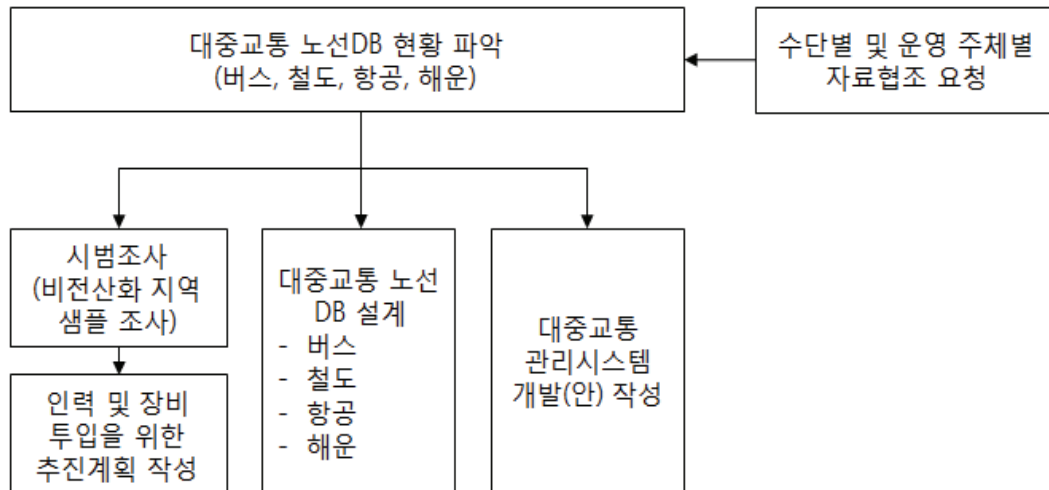 대중교통 노선DB 현황 파악
(버스, 철도, 항공, 해운)
수단별 및 운영 주체별
자료협조 요청
시범조사
(비전산화 지역
샘플 조사)
인력 및 장비
투입을 위한
추진계획 작성
대중교통 노선
DB 설계
- 버스
- 철도
- 항공
- 해운
대중교통
관리시스템
개발(안) 작성